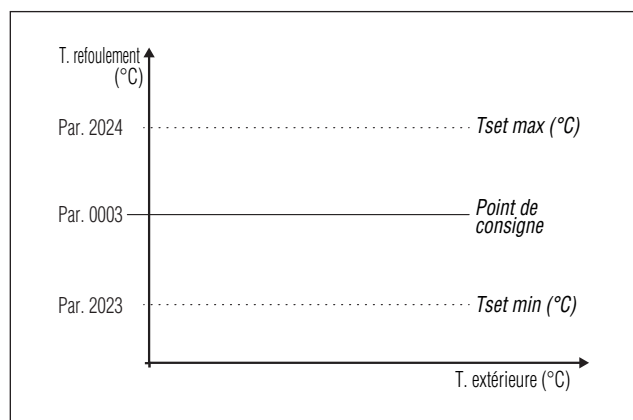 T. refoulement
(°C)
Par. 2024
Tset max (°C)
Par. 0003
Point de
consigne
Par. 2023
Tset min (°C)
T. extérieure (°C)